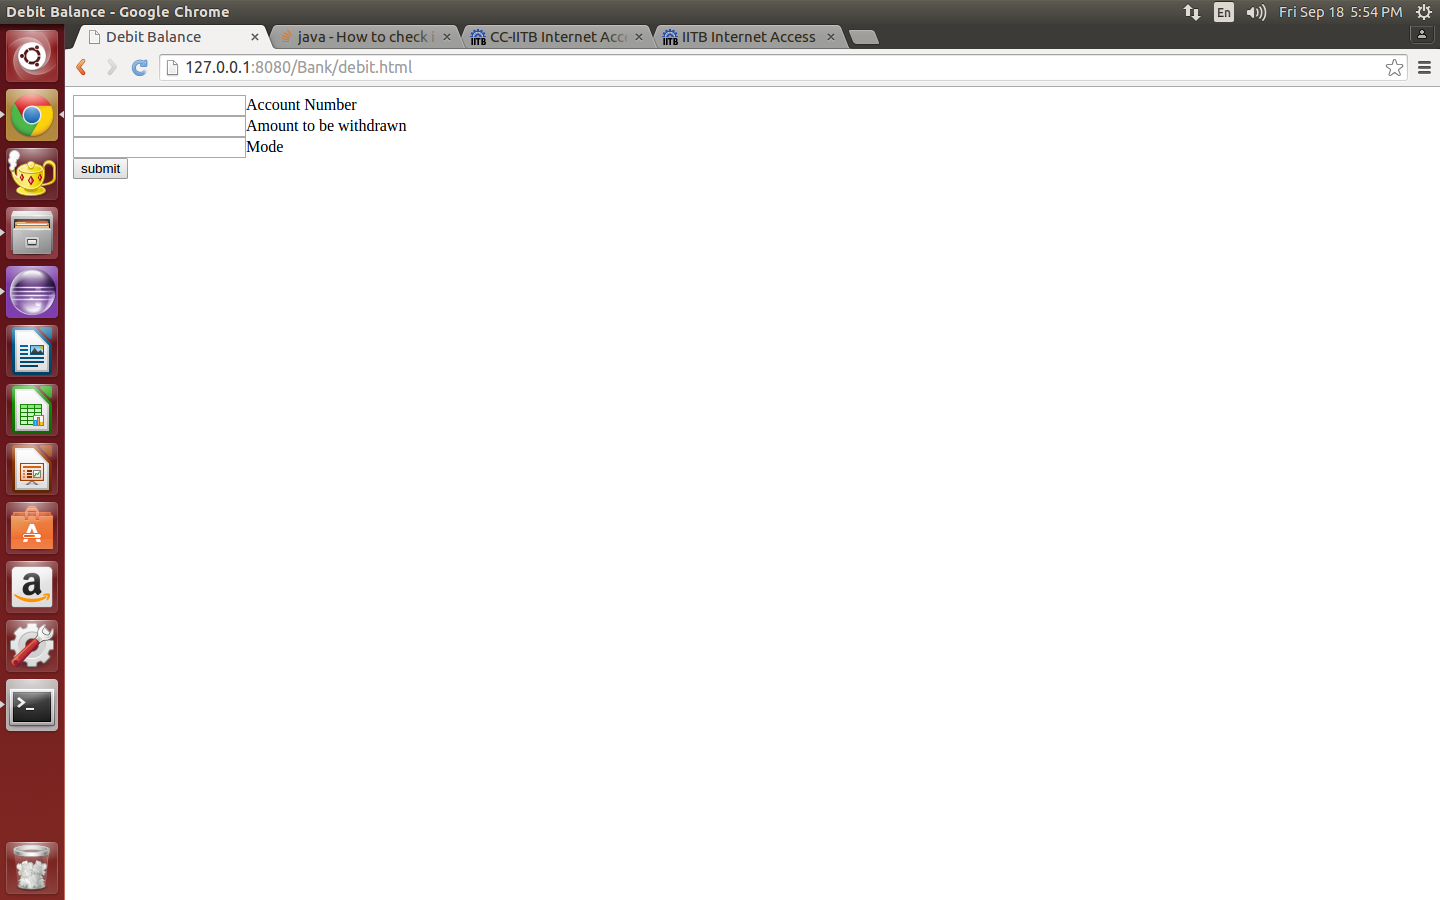 Debit Balance - Google Chrome
En
Fri Sep 18 5:54 PM
Debit Balance
java - How to check i
CC-IITB Internet Acc
IITB Internet Access
127.0.0.1:8080/Bank/debit.html
Account Number
Amount to be withdrawn
Mode
submit